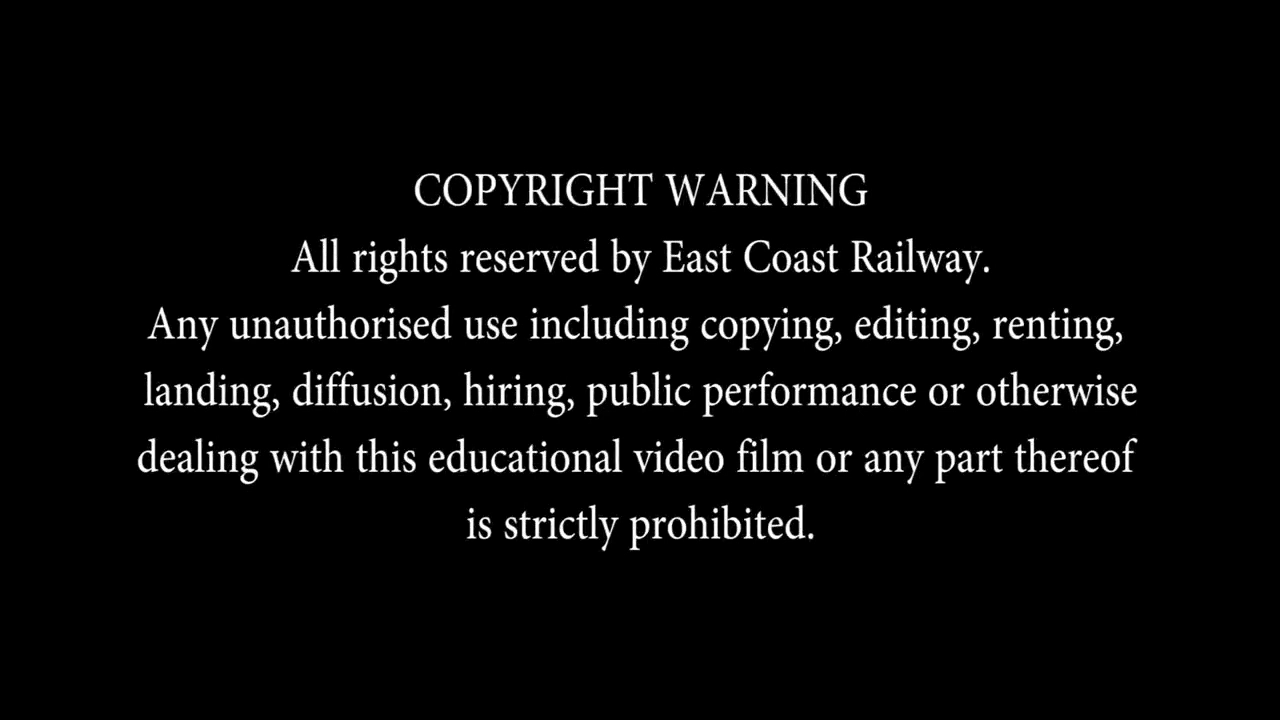 COPYRIGHT WARNING
All rights reserved by East Coast Railway.
Any unauthorised use including copying, editing, renting,
landing, diffusion, hiring, public performance or otherwise
dealing with this educational video film or any part thereof
is strictly prohibited.